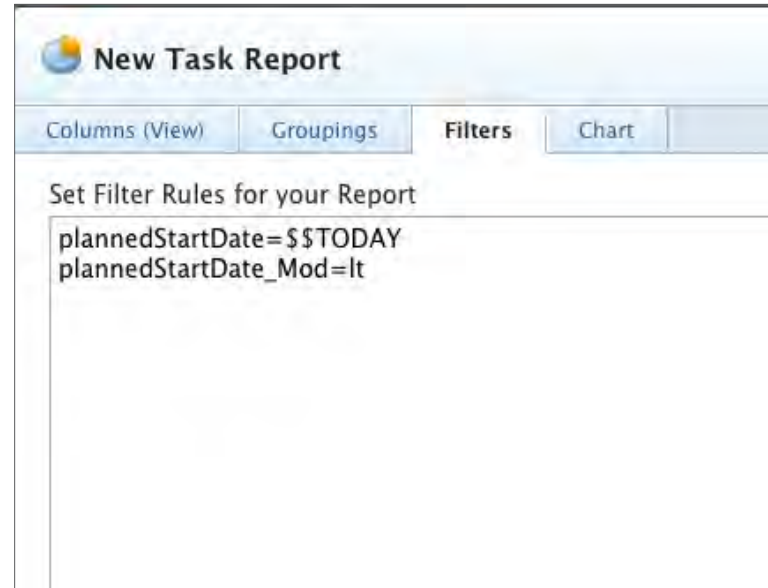 New Task Report
Columns (View) Groupings Filters Chart
Set Filter Rules for your Report
plannedStartDate=$$TODAY
plannedStartDate_Mod=lt